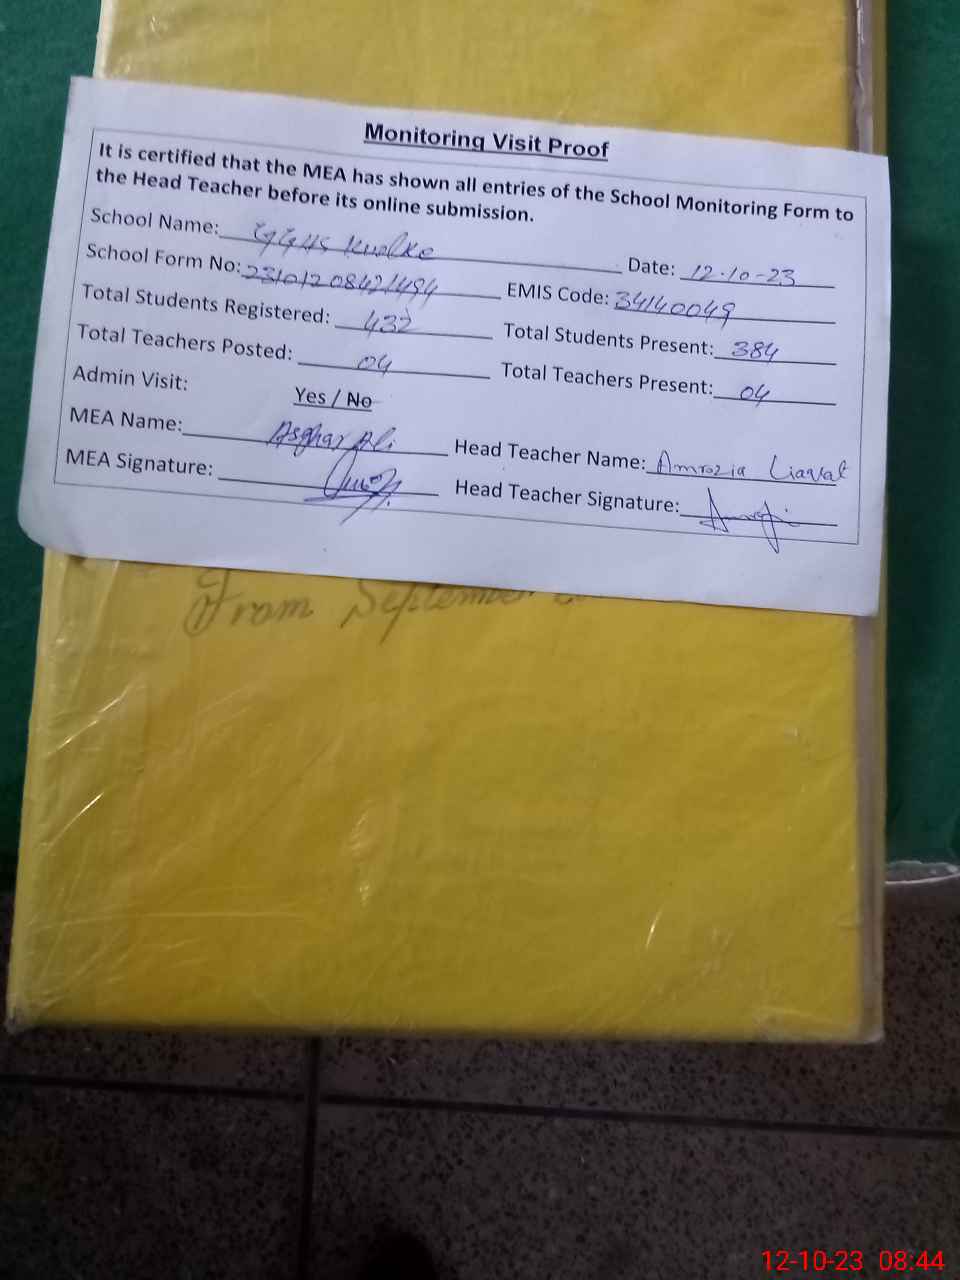 Monitoring Visit Proof
It is certified that the MEA has shown all entries of the School Monitoring Form to
the Head Teacher before its online submission.
School Name: GGHS Kualke Date: 12-10-23
School Form No: 23101208421494 EMIS Code: 34140049
Total Students Registered: 432 Total Students Present: 384
Total Teachers Posted: 04 Total Teachers Present: 04
Admin Visit: Yes / No
MEA Name: Asghar Ali Head Teacher Name: Amrozia Liaqat
MEA Signature: Head Teacher Signature:
From September
12-10-23 08:44